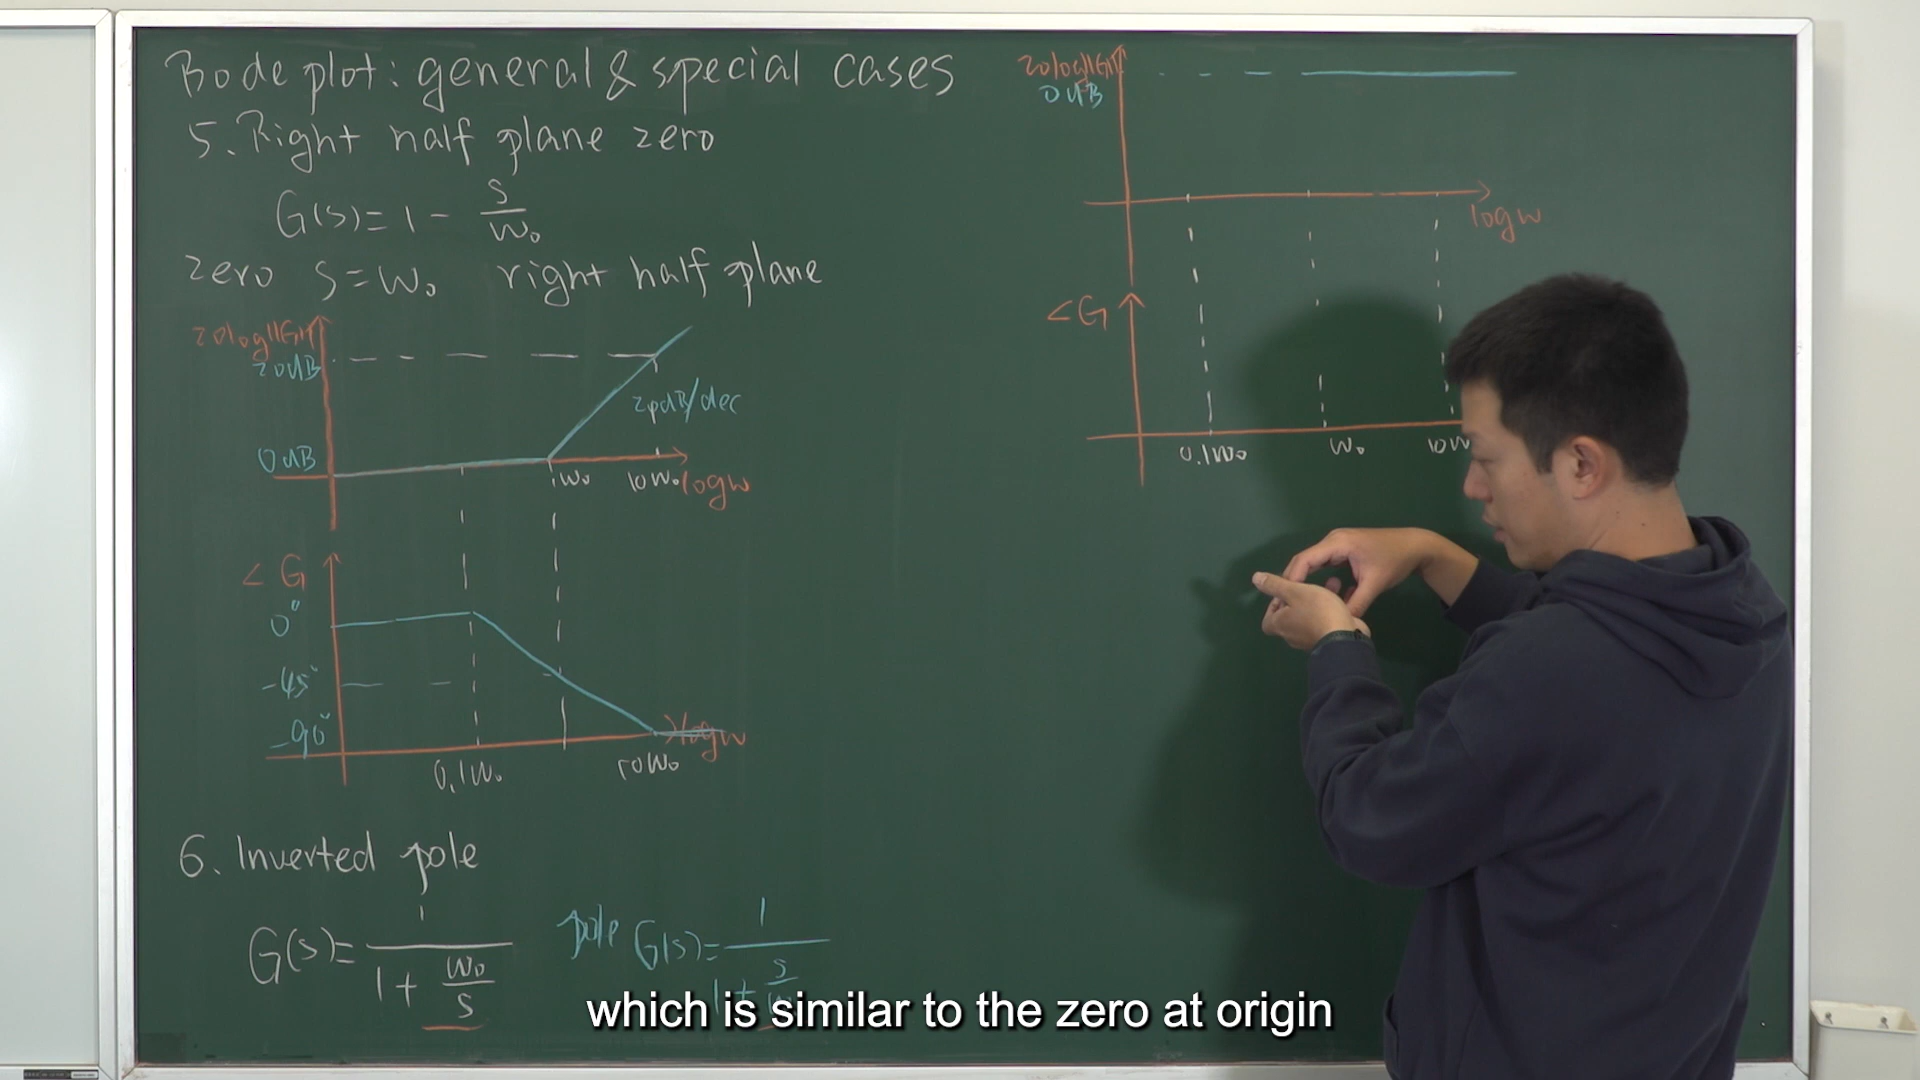 Bode plot: general & special cases
5. Right half plane zero
G(s)= 1 - s/w₀
zero s=w₀ right half plane
20log||G||
20dB
20dB/dec
0dB
w₀ 10w₀ logw
<G
0°
-45°
-90°
logw
0.1w₀ 10w₀
6. Inverted pole
G(s)= 1/(1+ w₀/s)
pole G(s)= 1/(1+ s/w
20log||G||
0dB
logw
<G
0.1w₀ w₀ 10w
which is similar to the zero at origin